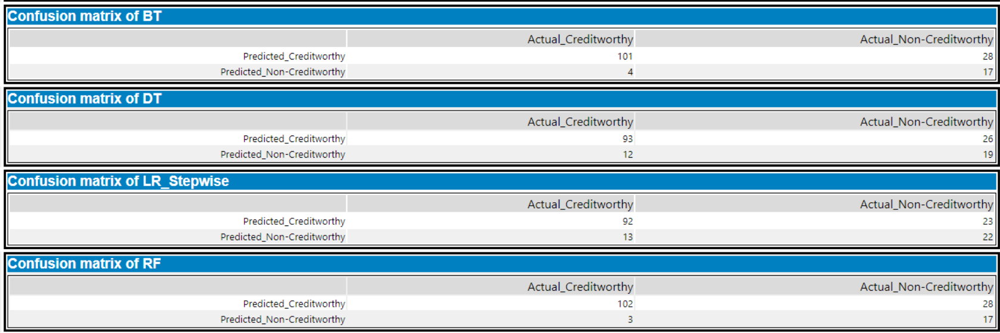 Confusion matrix of BT
Actual_Creditworthy Actual_Non-Creditworthy
Predicted_Creditworthy 101 28
Predicted_Non-Creditworthy 4 17
Confusion matrix of DT
Actual_Creditworthy Actual_Non-Creditworthy
Predicted_Creditworthy 93 26
Predicted_Non-Creditworthy 12 19
Confusion matrix of LR_Stepwise
Actual_Creditworthy Actual_Non-Creditworthy
Predicted_Creditworthy 92 23
Predicted_Non-Creditworthy 13 22
Confusion matrix of RF
Actual_Creditworthy Actual_Non-Creditworthy
Predicted_Creditworthy 102 28
Predicted_Non-Creditworthy 3 17